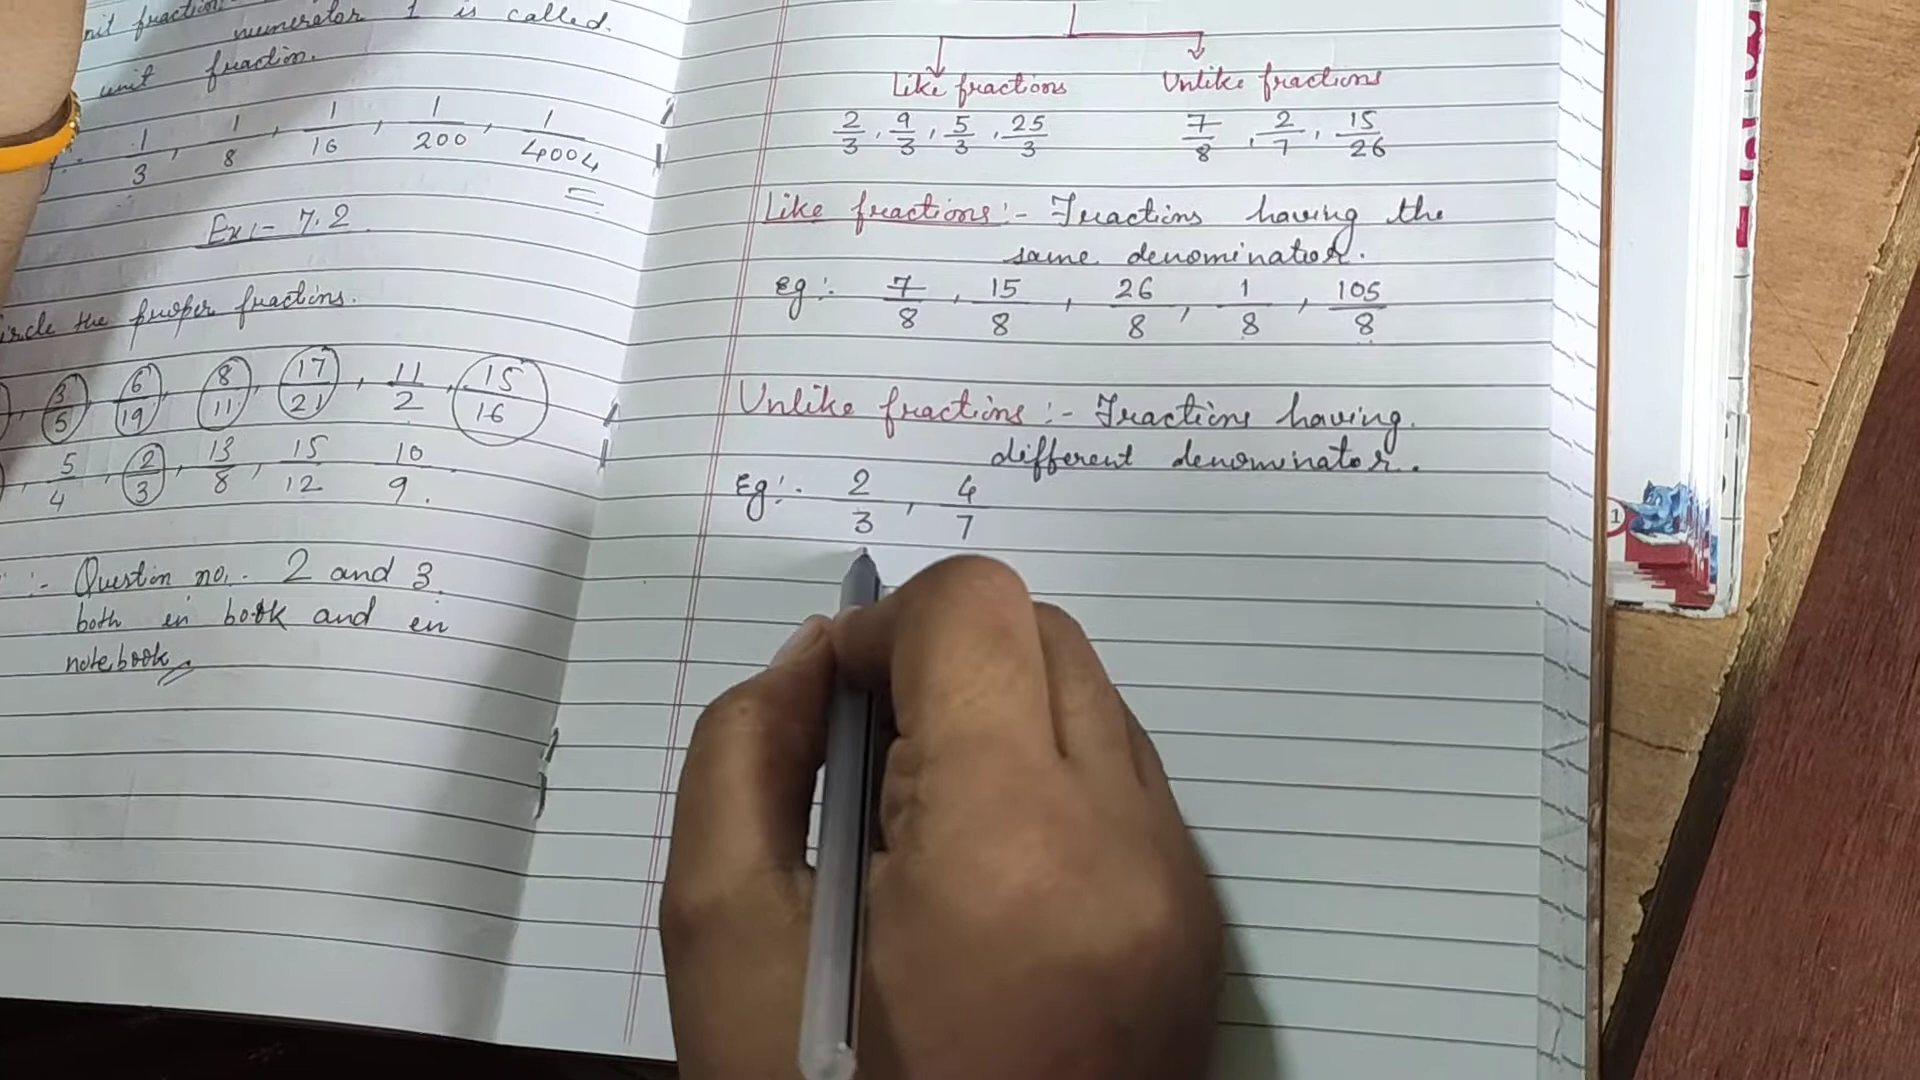 fraction
numerator 1 is called.
unit fraction.
1/3, 1/8, 1/16, 1/200, 1/4004
Ex:- 7.2
the proper fractions.
3/5, 6/19, 8/11, 17/21, 11/2, 15/16
5/4, 2/3, 13/8, 15/12 10/9.
:- Question no.- 2 and 3.
both in book and in
notebook
Like fractions Unlike fractions
2/3, 9/3, 5/3, 25/3 7/8, 2/7, 15/26
Like fractions:- Fractions having the
same denominator.
Eg:- 7/8, 15/8, 26/8, 1/8, 105/8
Unlike fractions:- Fractions having
different denominator.
Eg:- 2/3, 4/7
1